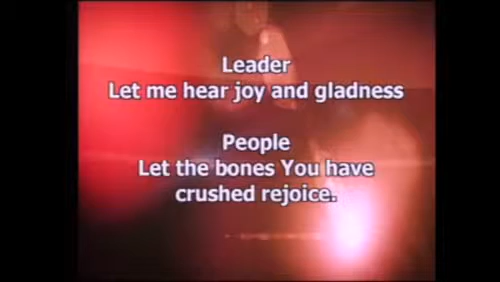 Leader
Let me hear joy and gladness
People
Let the bones You have
crushed rejoice.